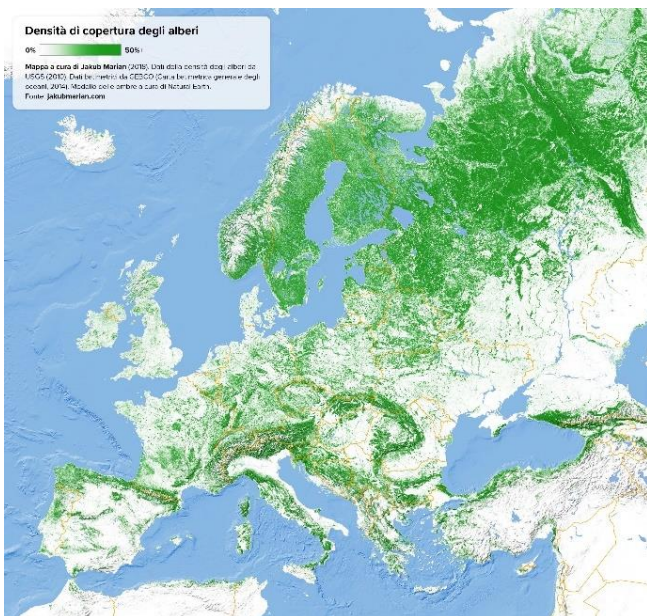 Densità di copertura degli alberi
0% 50%+
Mappa a cura di Jakub Marian (2018). Dati della densità degli alberi da
USGS (2010). Dati batimetrici da GEBCO (Carta batimetrica generale degli
oceani, 2014). Modello delle ombre a cura di Natural Earth.
Fonte: jakubmarian.com